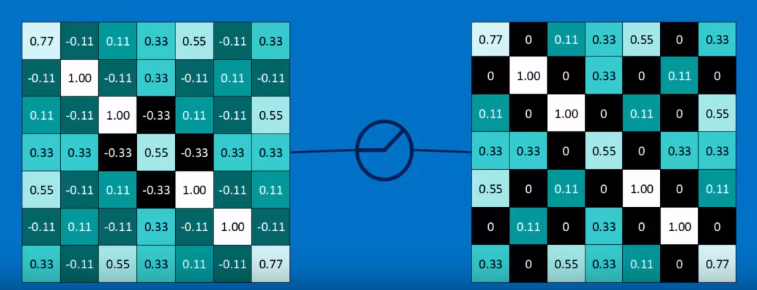 0.77 -0.11 0.11 0.33 0.55 -0.11 0.33
-0.11 1.00 -0.11 0.33 -0.11 0.11 -0.11
0.11 -0.11 1.00 -0.33 0.11 -0.11 0.55
0.33 0.33 -0.33 0.55 -0.33 0.33 0.33
0.55 -0.11 0.11 -0.33 1.00 -0.11 0.11
-0.11 0.11 -0.11 0.33 -0.11 1.00 -0.11
0.33 -0.11 0.55 0.33 0.11 -0.11 0.77
0.77 0 0.11 0.33 0.55 0 0.33
0 1.00 0 0.33 0 0.11 0
0.11 0 1.00 0 0.11 0 0.55
0.33 0.33 0 0.55 0 0.33 0.33
0.55 0 0.11 0 1.00 0 0.11
0 0.11 0 0.33 0 1.00 0
0.33 0 0.55 0.33 0.11 0 0.77